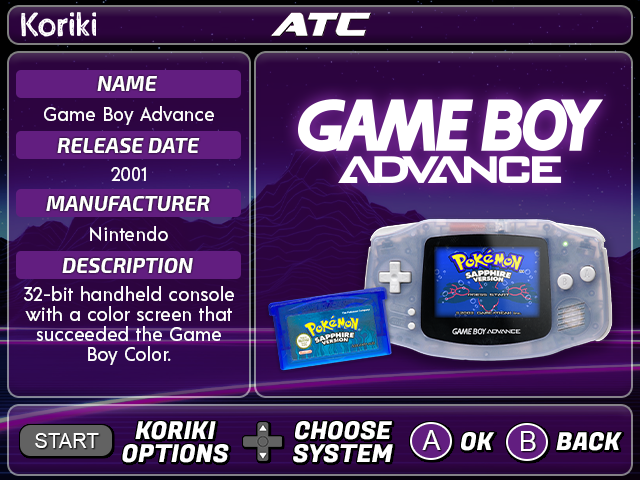 Koriki
ATC
NAME
Game Boy Advance
RELEASE DATE
2001
MANUFACTURER
Nintendo
DESCRIPTION
32-bit handheld console
with a color screen that
succeeded the Game
Boy Color.
GAME BOY
ADVANCE
POKéMON
SAPPHIRE
VERSION
PRESS START
GAME BOY ADVANCE
POKéMON
SAPPHIRE
VERSION
START
KORIKI
OPTIONS
CHOOSE
SYSTEM
A
OK
B
BACK